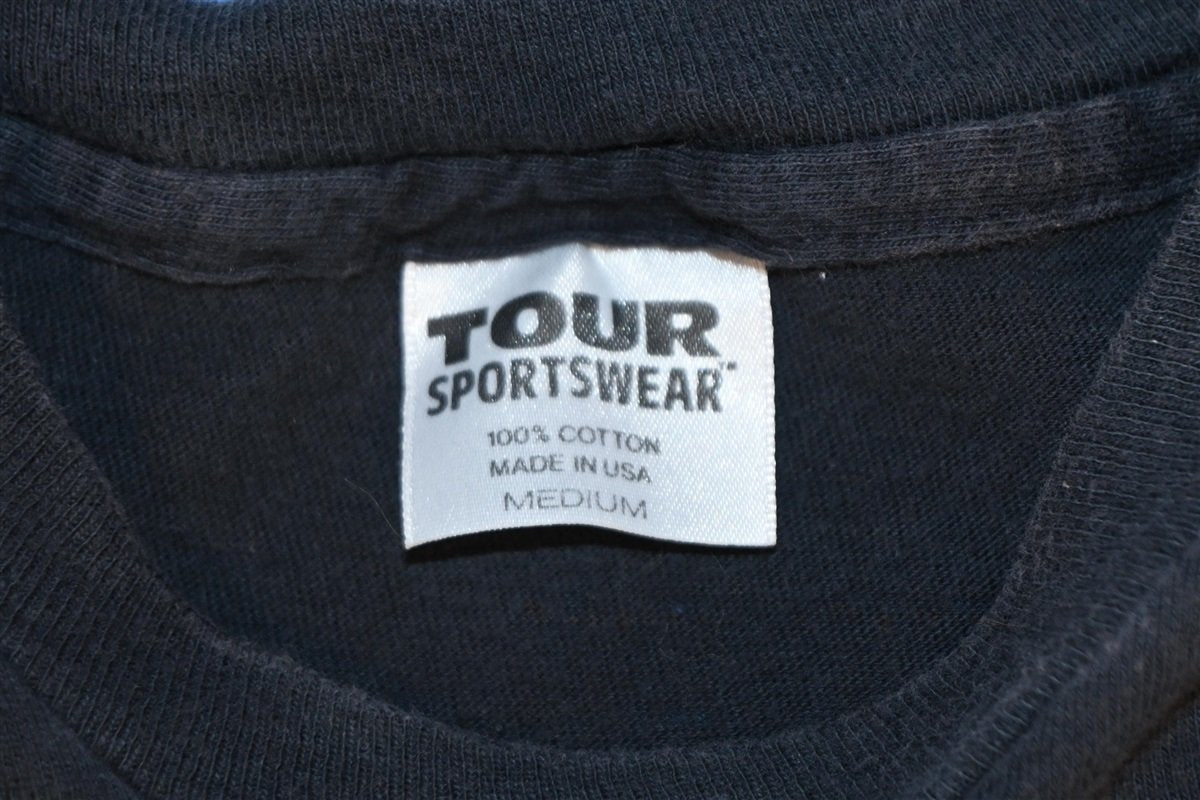 TOUR
SPORTSWEAR™
100% COTTON
MADE IN USA
MEDIUM